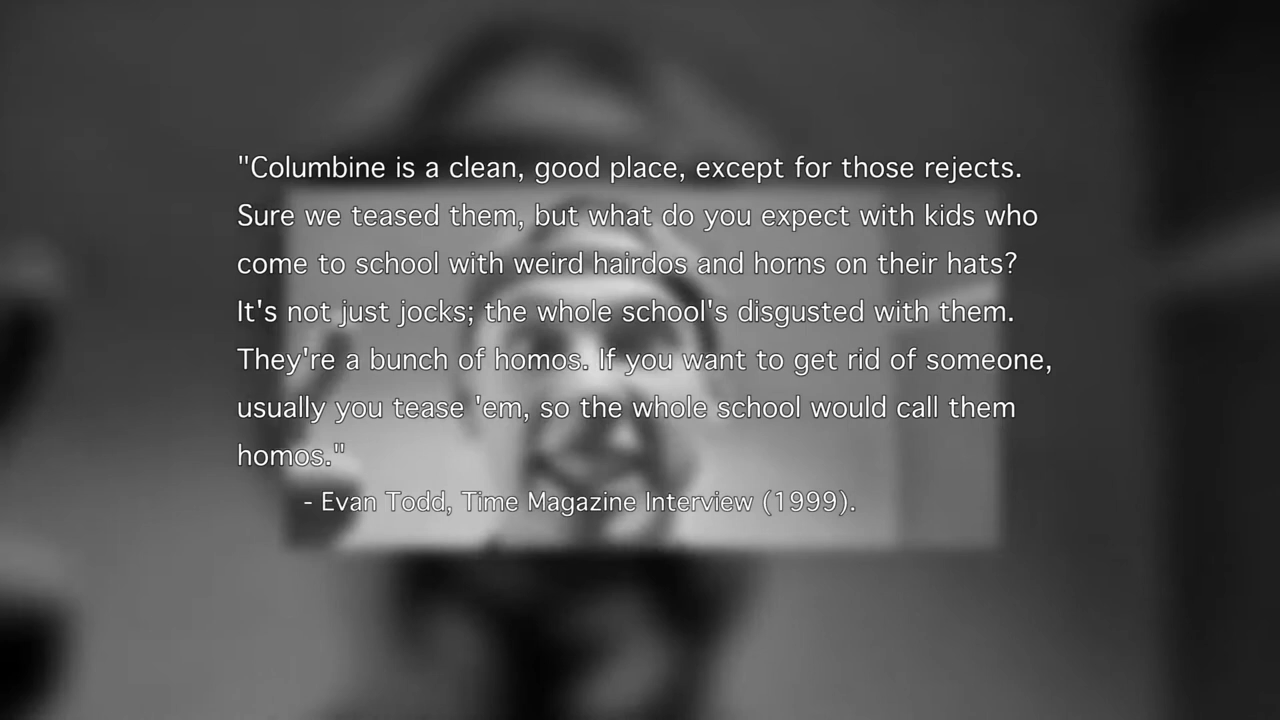 "Columbine is a clean, good place, except for those rejects.
Sure we teased them, but what do you expect with kids who
come to school with weird hairdos and horns on their hats?
It's not just jocks; the whole school's disgusted with them.
They're a bunch of homos. If you want to get rid of someone,
usually you tease 'em, so the whole school would call them
homos."
- Evan Todd, Time Magazine Interview (1999).